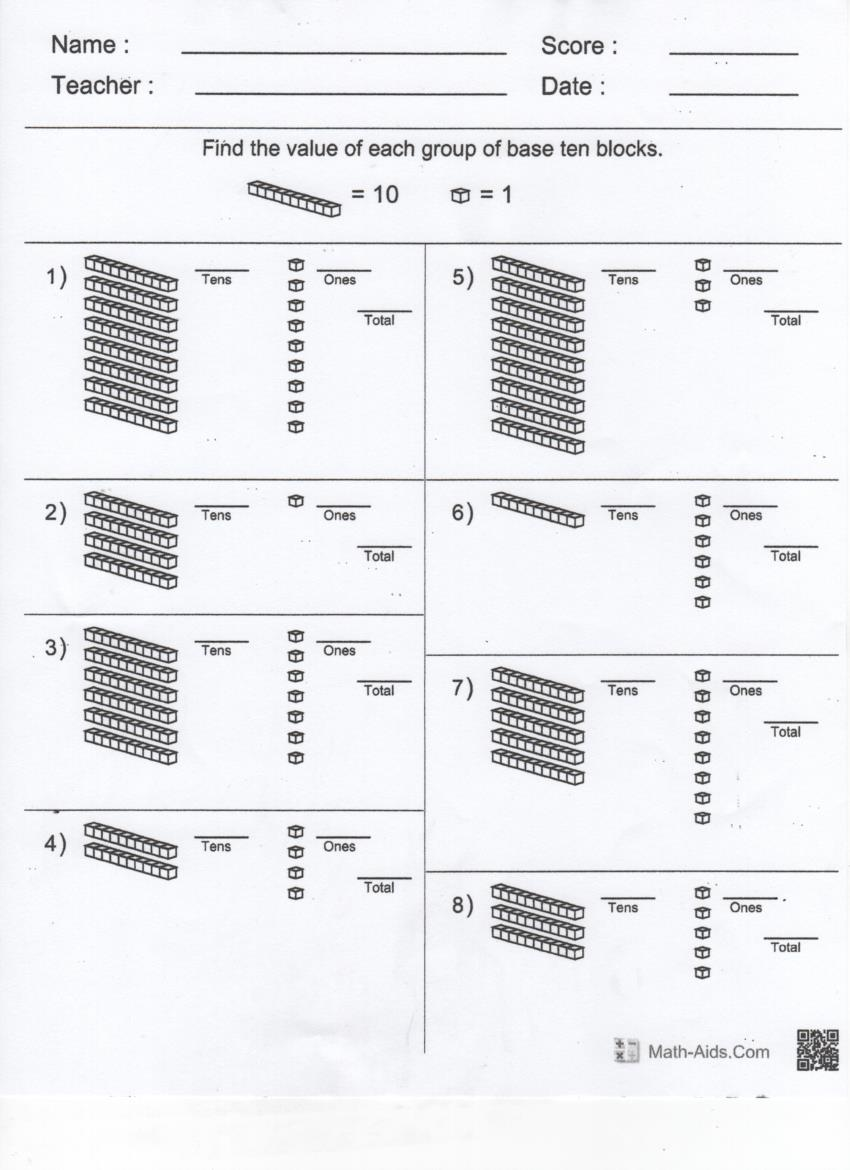 Name :
Score :
Teacher :
Date :
Find the value of each group of base ten blocks.
= 10 = 1
1)
Tens
Ones
Total
2)
Tens
Ones
Total
3)
Tens
Ones
Total
4)
Tens
Ones
Total
5)
Tens
Ones
Total
6)
Tens
Ones
Total
7)
Tens
Ones
Total
8)
Tens
Ones
Total
Math-Aids.Com